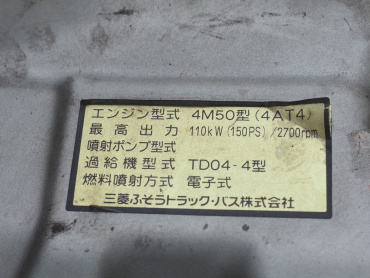 エンジン型式 4M50型(4AT4)
最高出力 110kW(150PS)/2700rpm
噴射ポンプ型式
過給機型式 TD04-4型
燃料噴射方式 電子式
三菱ふそうトラック・バス株式会社